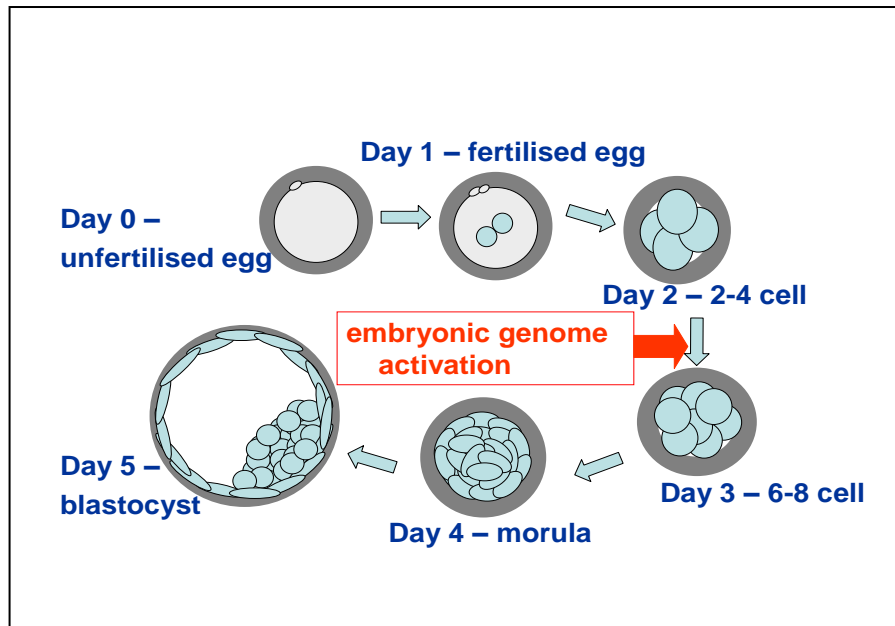 Day 0 –
unfertilised egg
Day 1 – fertilised egg
Day 2 – 2-4 cell
embryonic genome
activation
Day 3 – 6-8 cell
Day 4 – morula
Day 5 –
blastocyst